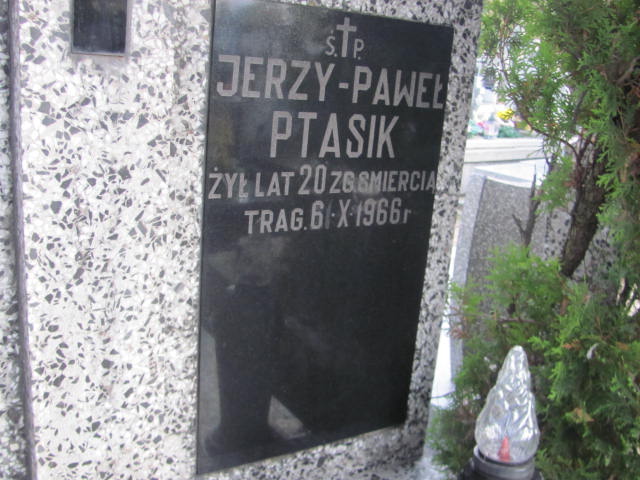 Ś.P.
JERZY-PAWEŁ
PTASIK
ŻYŁ LAT 20. ZG. ŚMIERCIĄ
TRAG. 6·X·1966r